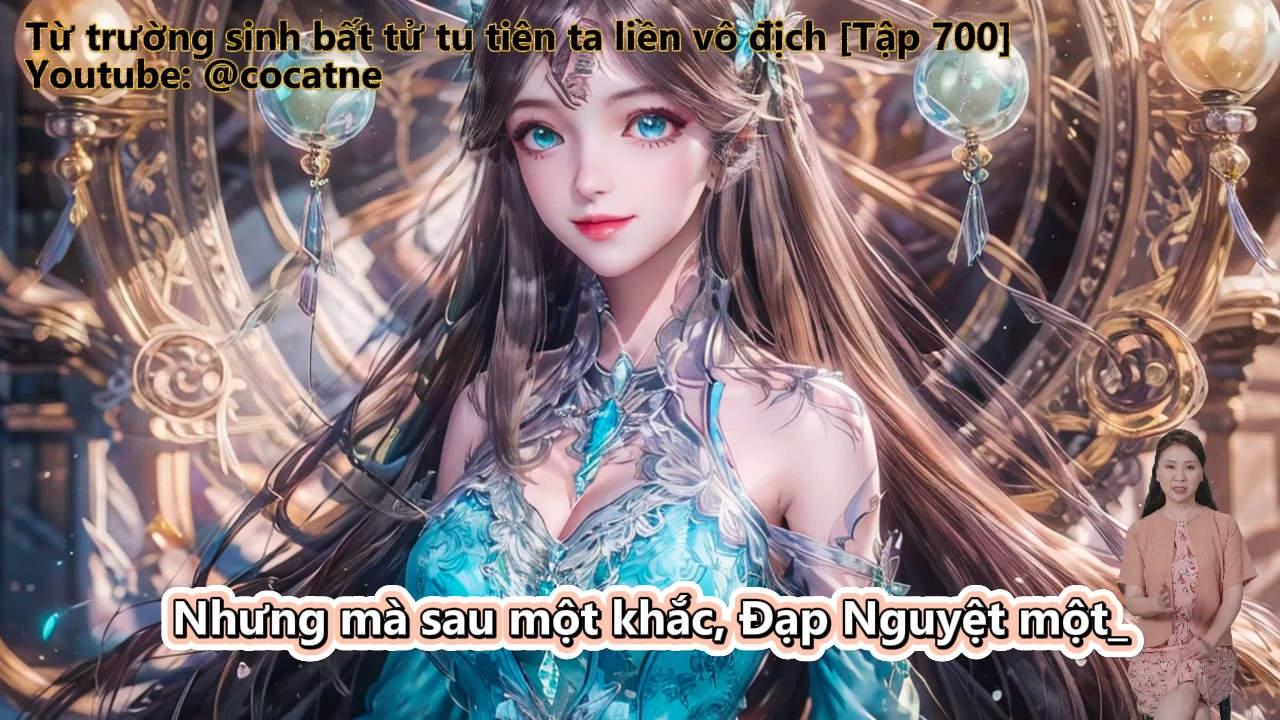 Từ trường sinh bất tử tu tiên ta liền vô địch [Tập 700]
Youtube: @cocatne
Nhưng mà sau một khắc, Đạp Nguyệt một_